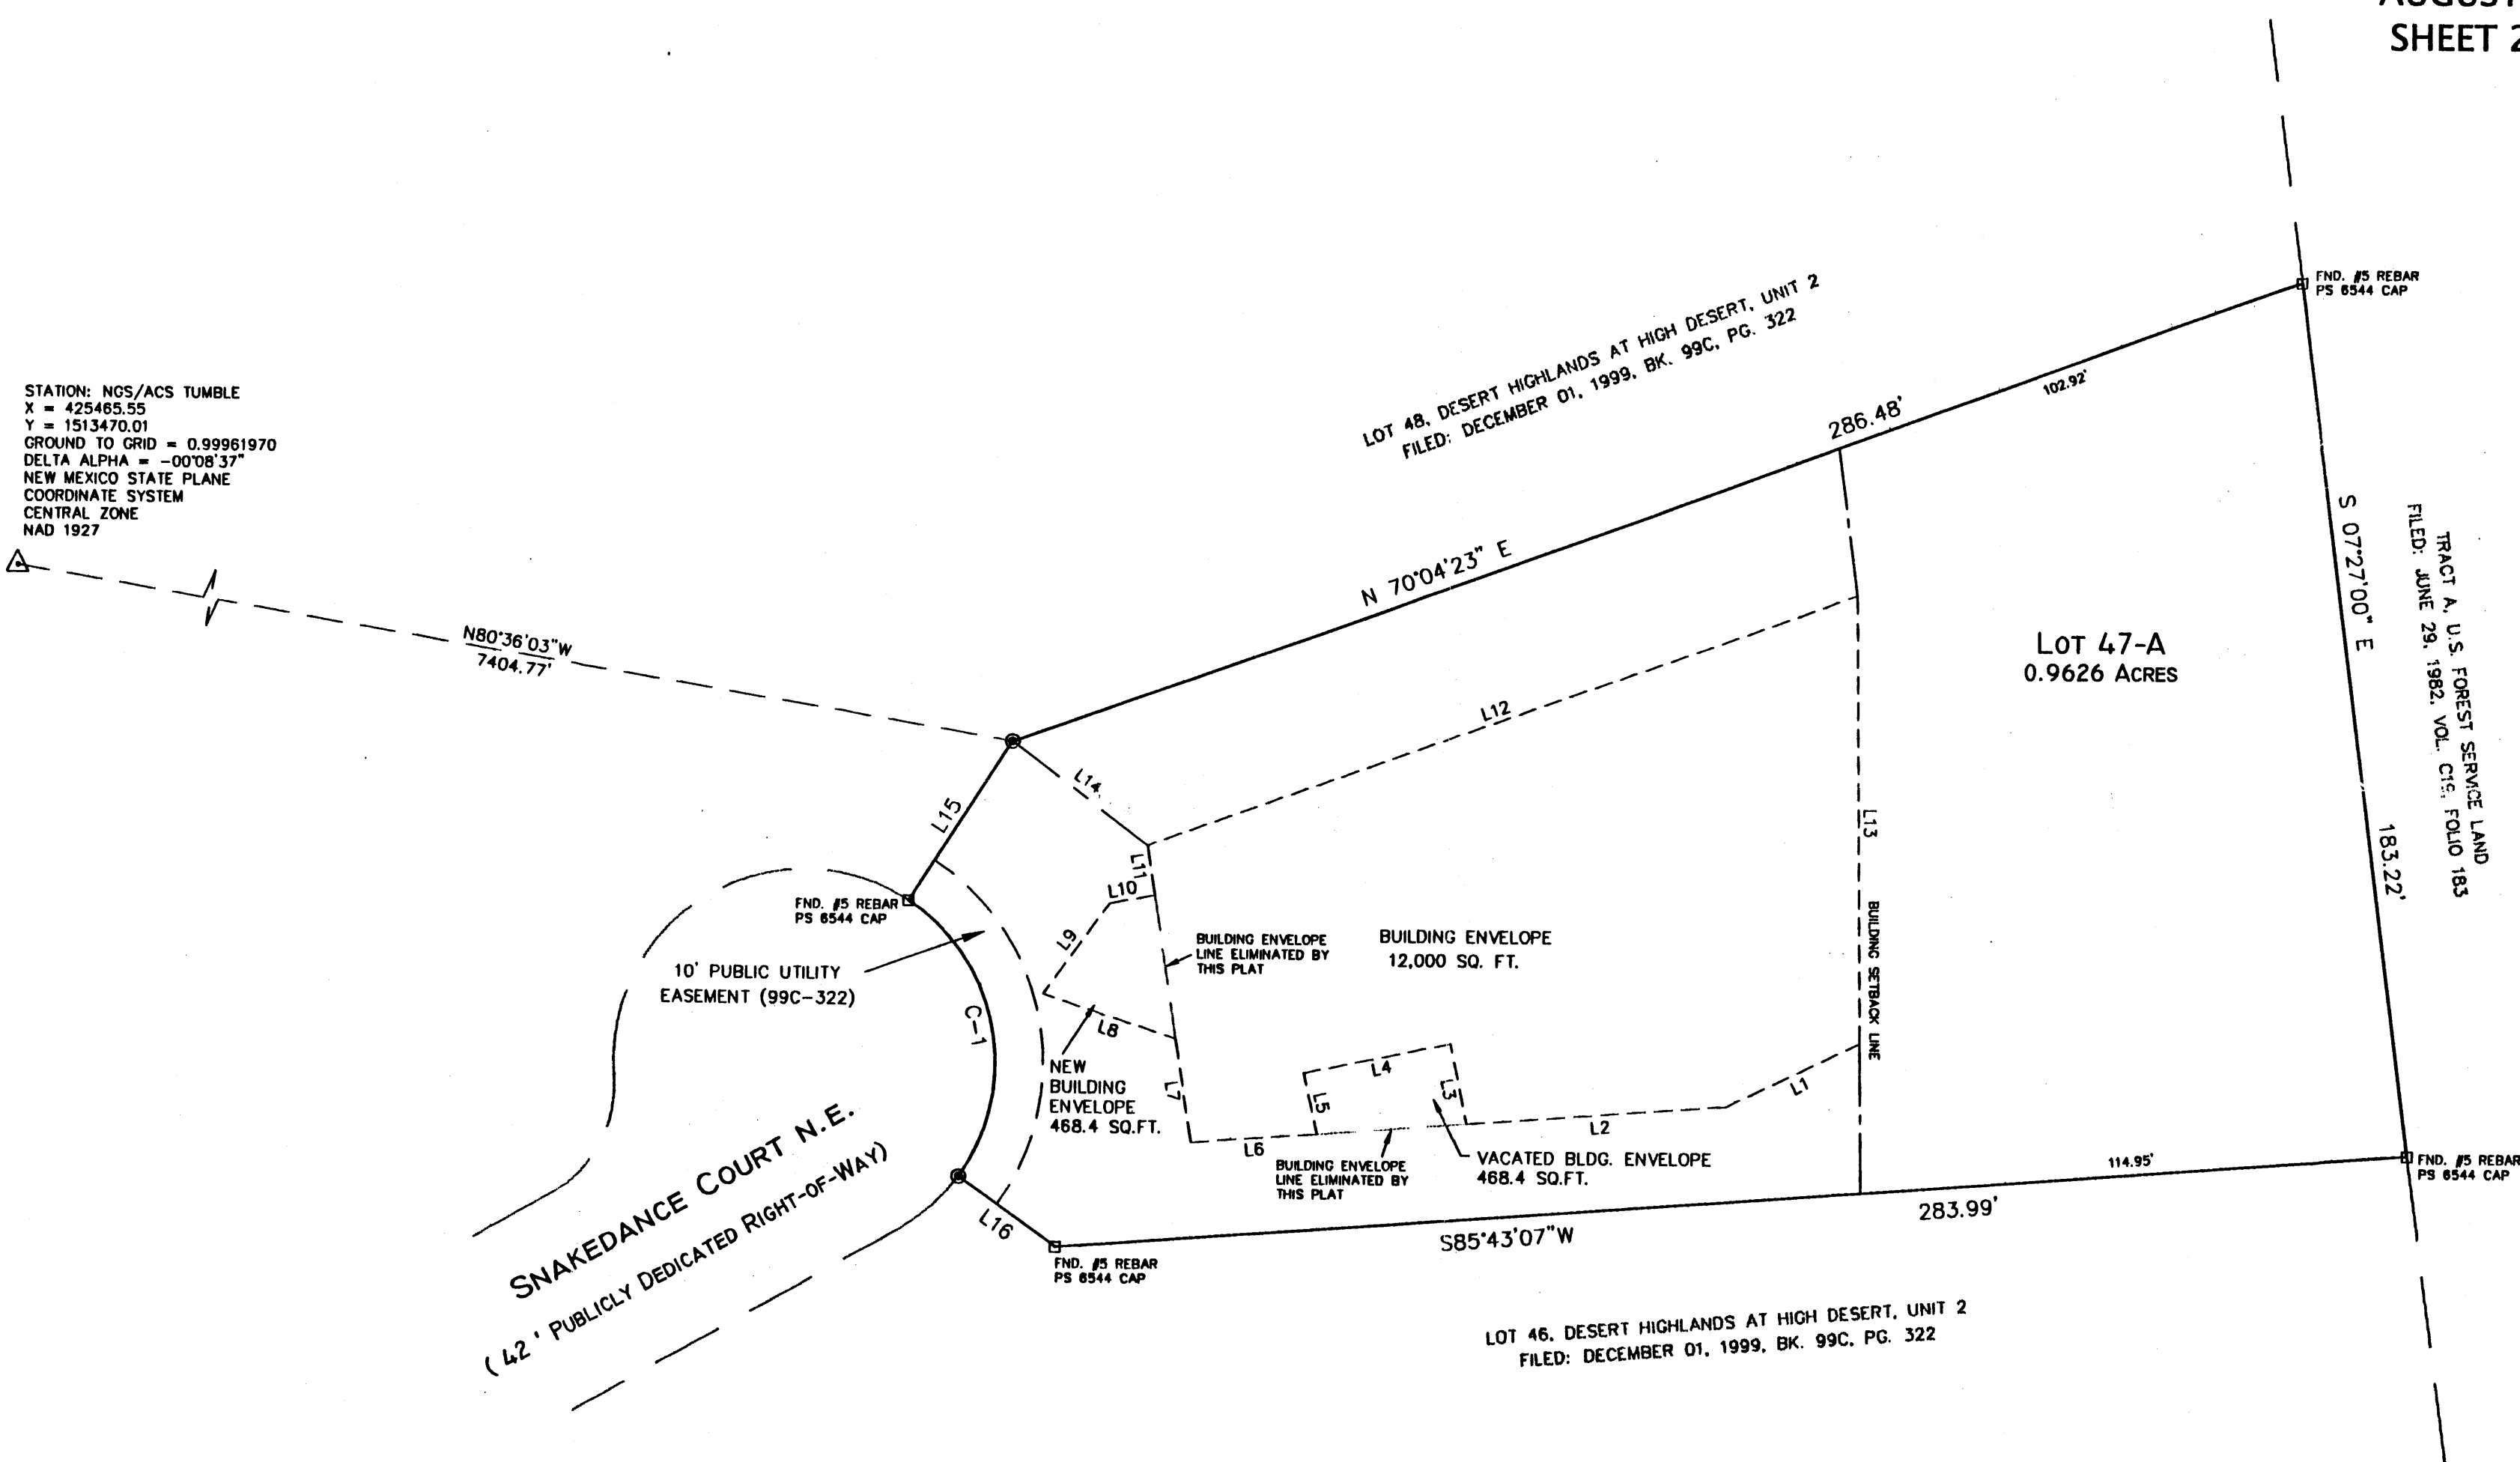 AUGUST
SHEET 2
STATION: NGS/ACS TUMBLE
X = 425465.55
Y = 1513470.01
GROUND TO GRID = 0.99961970
DELTA ALPHA = -00°08'37"
NEW MEXICO STATE PLANE
COORDINATE SYSTEM
CENTRAL ZONE
NAD 1927
N80°36'03"W
7404.77'
LOT 48, DESERT HIGHLANDS AT HIGH DESERT, UNIT 2
FILED: DECEMBER 01, 1999, BK. 99C, PG. 322
FND. #5 REBAR
PS 6544 CAP
102.92'
286.48'
N 70°04'23" E
S 07°27'00" E
183.22'
TRACT A, U.S. FOREST SERVICE LAND
FILED: JUNE 29, 1982, VOL. FOLIO 183
LOT 47-A
0.9626 ACRES
L12
L13
L14
L15
L11
L10
L9
FND. #5 REBAR
PS 6544 CAP
10' PUBLIC UTILITY
EASEMENT (99C-322)
BUILDING ENVELOPE
LINE ELIMINATED BY
THIS PLAT
BUILDING ENVELOPE
12,000 SQ. FT.
BUILDING SETBACK LINE
C-1
L8
NEW
BUILDING
ENVELOPE
468.4 SQ.FT.
L7
L5
L4
L3
L1
L2
L6
BUILDING ENVELOPE
LINE ELIMINATED BY
THIS PLAT
VACATED BLDG. ENVELOPE
468.4 SQ.FT.
114.95'
FND. #5 REBAR
PS 6544 CAP
283.99'
S85°43'07"W
L16
FND. #5 REBAR
PS 6544 CAP
SNAKEDANCE COURT N.E.
( 42 ' PUBLICLY DEDICATED RIGHT-OF-WAY)
LOT 46, DESERT HIGHLANDS AT HIGH DESERT, UNIT 2
FILED: DECEMBER 01, 1999, BK. 99C, PG. 322